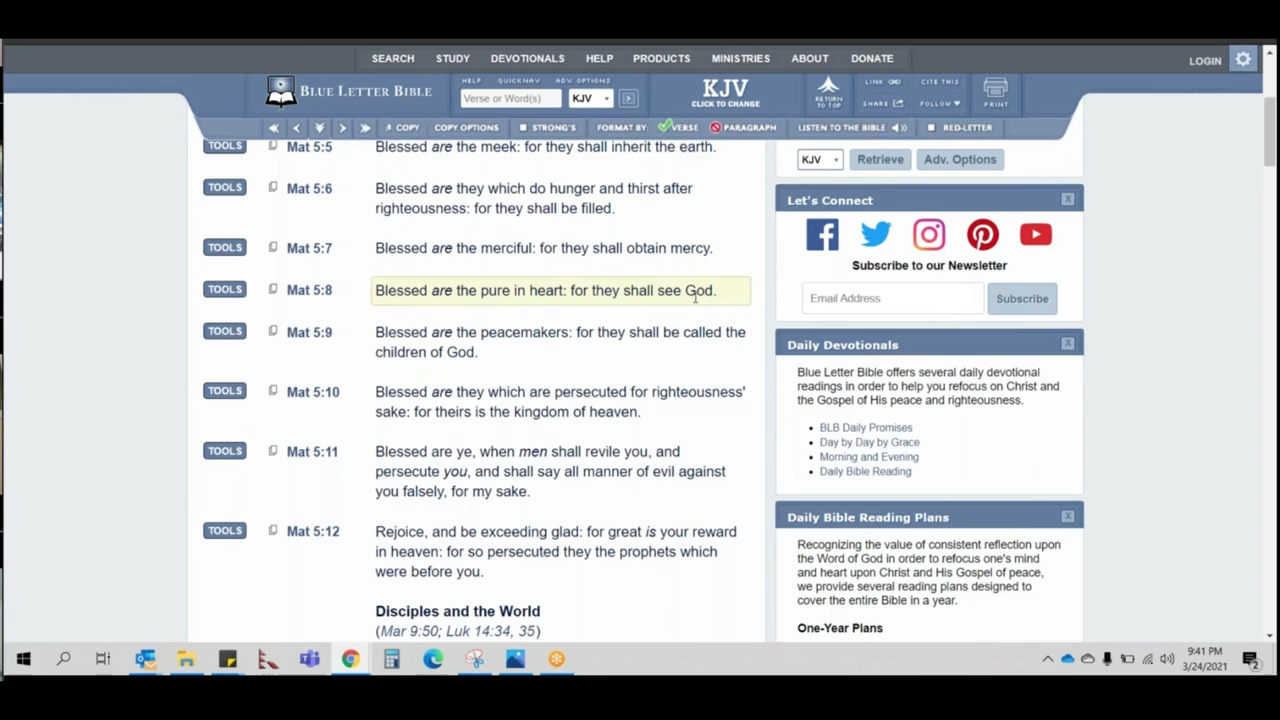 SEARCH STUDY DEVOTIONALS HELP PRODUCTS MINISTRIES ABOUT DONATE
LOGIN
BLUE LETTER BIBLE
HELP QUICKNAV ADV. OPTIONS
Verse or Word(s) KJV
KJV
CLICK TO CHANGE
RETURN
TO TOP
LINK
SHARE
CITE THIS
FOLLOW
PRINT
COPY COPY OPTIONS STRONG'S FORMAT BY: VERSE PARAGRAPH LISTEN TO THE BIBLE RED-LETTER
TOOLS Mat 5:5 Blessed are the meek: for they shall inherit the earth.
TOOLS Mat 5:6 Blessed are they which do hunger and thirst after
righteousness: for they shall be filled.
TOOLS Mat 5:7 Blessed are the merciful: for they shall obtain mercy.
TOOLS Mat 5:8 Blessed are the pure in heart: for they shall see God.
TOOLS Mat 5:9 Blessed are the peacemakers: for they shall be called the
children of God.
TOOLS Mat 5:10 Blessed are they which are persecuted for righteousness'
sake: for theirs is the kingdom of heaven.
TOOLS Mat 5:11 Blessed are ye, when men shall revile you, and
persecute you, and shall say all manner of evil against
you falsely, for my sake.
TOOLS Mat 5:12 Rejoice, and be exceeding glad: for great is your reward
in heaven: for so persecuted they the prophets which
were before you.
Disciples and the World
(Mar 9:50; Luk 14:34, 35)
KJV Retrieve Adv. Options
Let's Connect
Subscribe to our Newsletter
Email Address Subscribe
Daily Devotionals
Blue Letter Bible offers several daily devotional
readings in order to help you refocus on Christ and
the Gospel of His peace and righteousness.
BLB Daily Promises
Day by Day by Grace
Morning and Evening
Daily Bible Reading
Daily Bible Reading Plans
Recognizing the value of consistent reflection upon
the Word of God in order to refocus one's mind
and heart upon Christ and His Gospel of peace,
we provide several reading plans designed to
cover the entire Bible in a year.
One-Year Plans
9:41 PM
3/24/2021
2